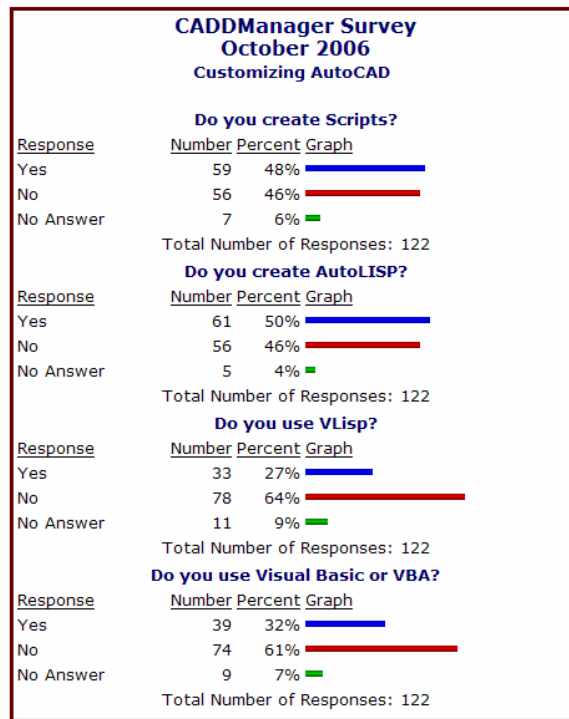 CADDManager Survey
October 2006
Customizing AutoCAD
Do you create Scripts?
Response Number Percent Graph
Yes 59 48%
No 56 46%
No Answer 7 6%
Total Number of Responses: 122
Do you create AutoLISP?
Response Number Percent Graph
Yes 61 50%
No 56 46%
No Answer 5 4%
Total Number of Responses: 122
Do you use VLisp?
Response Number Percent Graph
Yes 33 27%
No 78 64%
No Answer 11 9%
Total Number of Responses: 122
Do you use Visual Basic or VBA?
Response Number Percent Graph
Yes 39 32%
No 74 61%
No Answer 9 7%
Total Number of Responses: 122